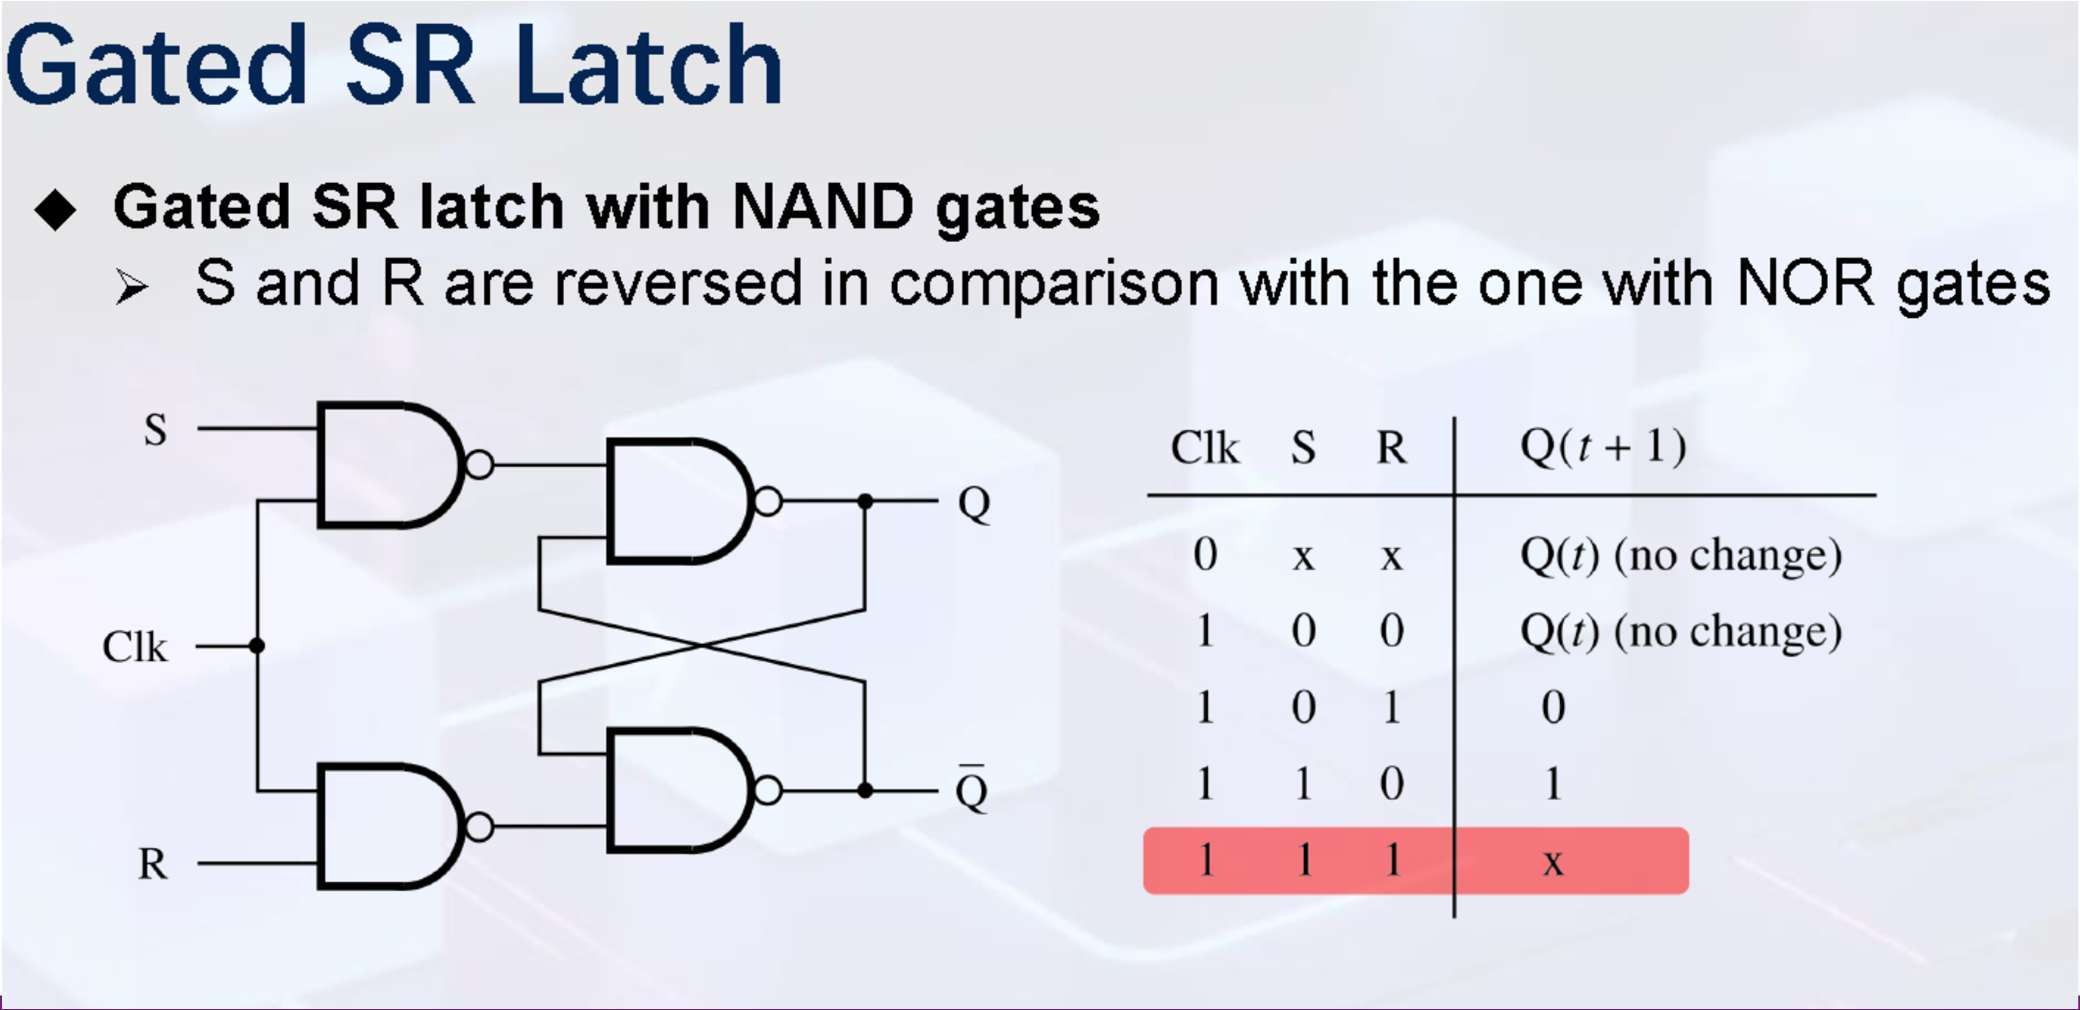 Gated SR Latch
◆ Gated SR latch with NAND gates
➢ S and R are reversed in comparison with the one with NOR gates
S
Clk
R
Q
Q̅
Clk S R Q(t + 1)
0 x x Q(t) (no change)
1 0 0 Q(t) (no change)
1 0 1 0
1 1 0 1
1 1 1 x